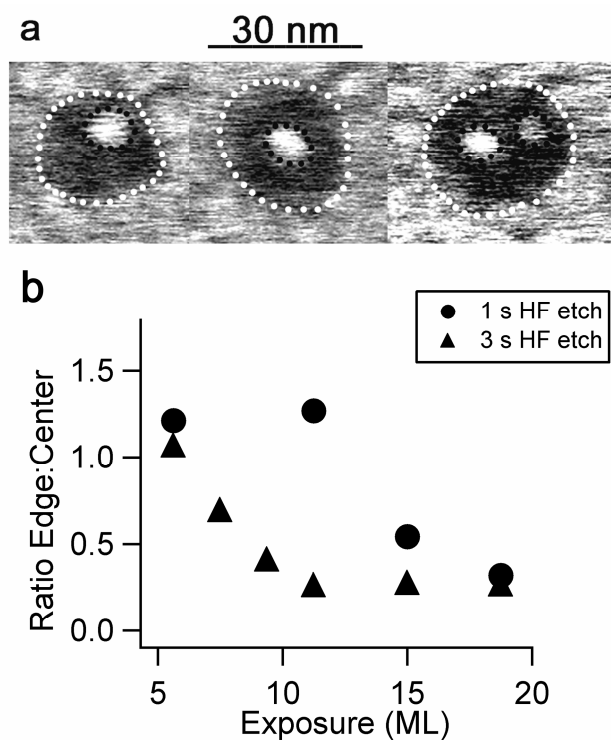 a
30 nm
b
1 s HF etch
3 s HF etch
Ratio Edge:Center
1.5
1.0
0.5
0.0
5 10 15 20
Exposure (ML)